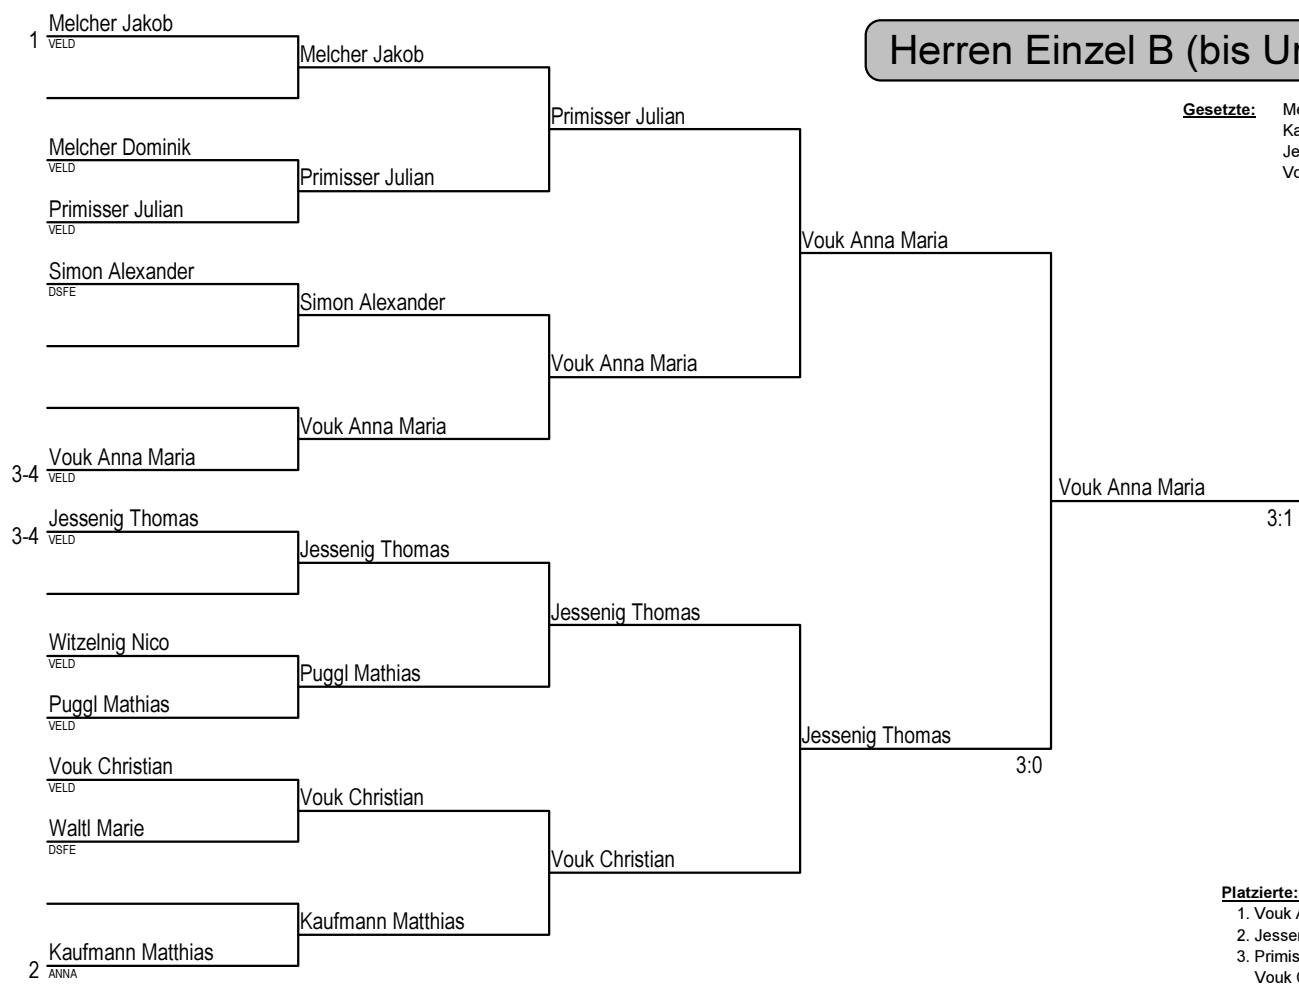 Melcher Jakob
1 VELD
Melcher Jakob
Herren Einzel B (bis
Gesetzte:
Primisser Julian
Melcher Dominik
VELD
Primisser Julian
Primisser Julian
VELD
Vouk Anna Maria
Simon Alexander
DSFE
Simon Alexander
Vouk Anna Maria
Vouk Anna Maria
Vouk Anna Maria
3-4 VELD
Vouk Anna Maria
3:1
Jessenig Thomas
3-4 VELD
Jessenig Thomas
Jessenig Thomas
Witzelnig Nico
VELD
Puggl Mathias
Puggl Mathias
VELD
Jessenig Thomas
3:0
Vouk Christian
VELD
Vouk Christian
Waltl Marie
DSFE
Vouk Christian
Kaufmann Matthias
Kaufmann Matthias
2 ANNA
Platzierte:
1. Vouk
2.
3.
Vouk